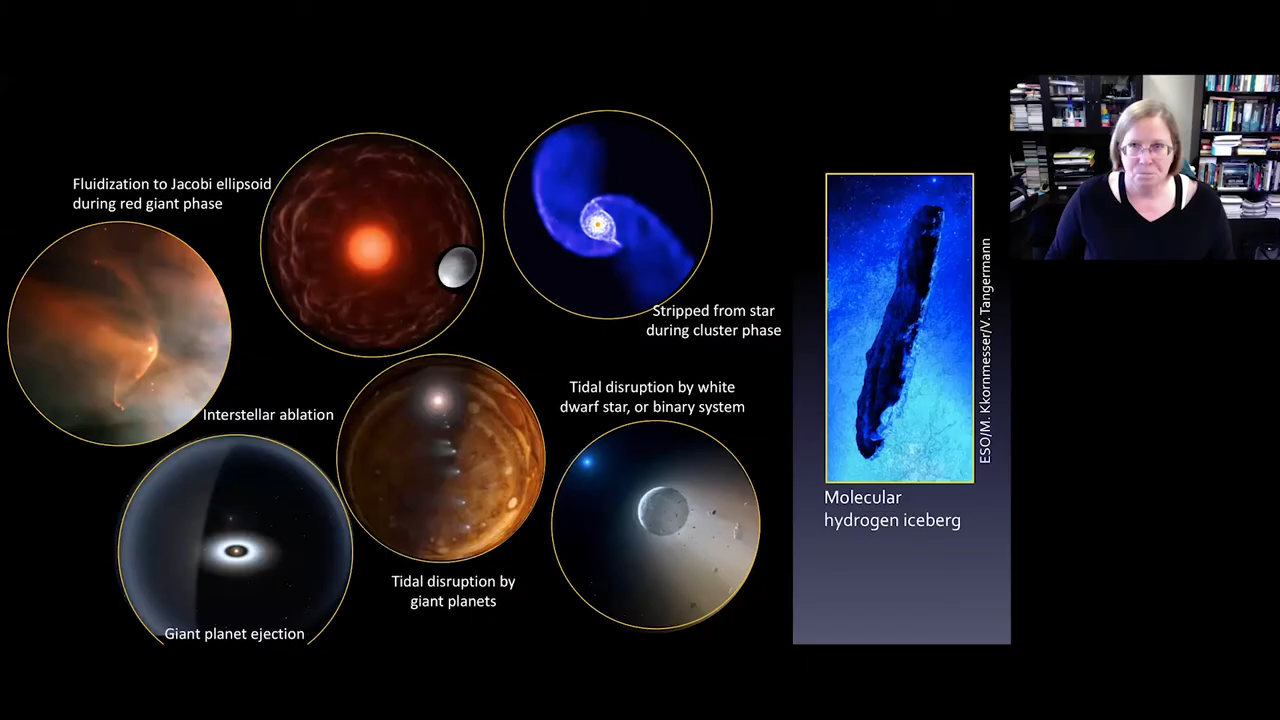 Fluidization to Jacobi ellipsoid
during red giant phase
Stripped from star
during cluster phase
Tidal disruption by white
dwarf star, or binary system
Interstellar ablation
Tidal disruption by
giant planets
Giant planet ejection
ESO/M. Kkornmesser/V. Tangermann
Molecular
hydrogen iceberg